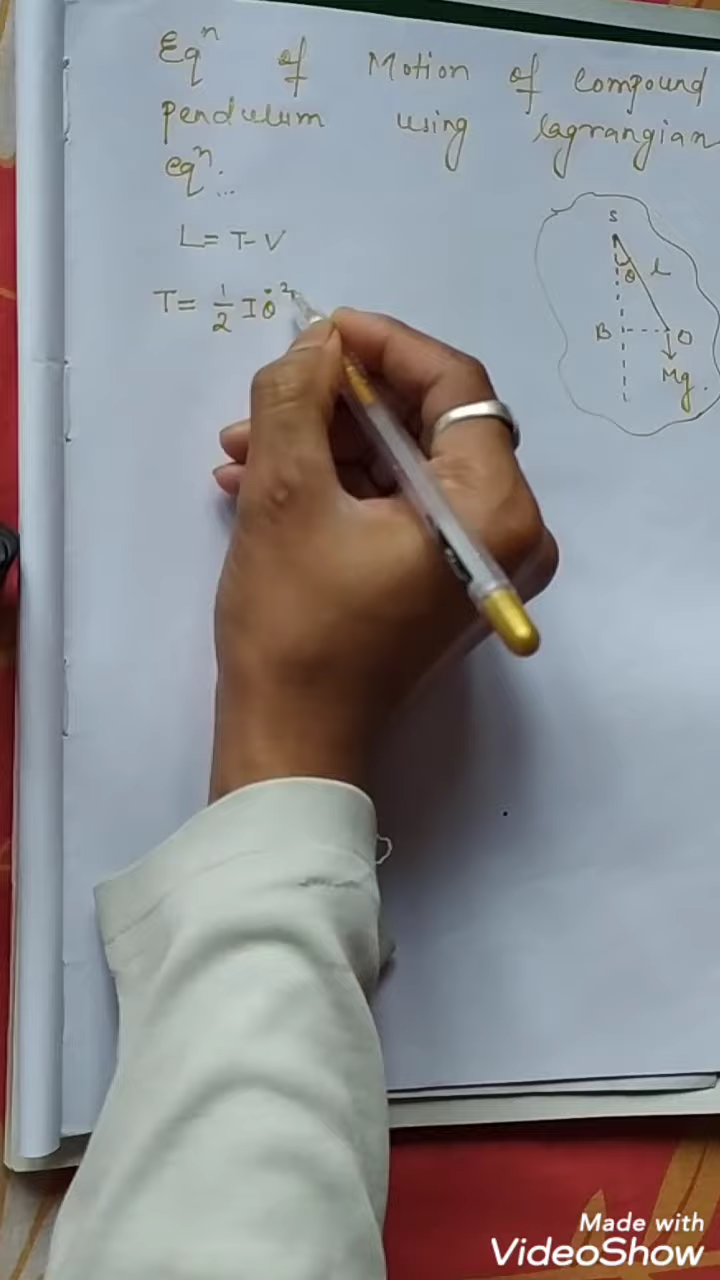 Eqⁿ of Motion of compound
pendulum using lagrangian
eqⁿ...
L = T - V
T = 1/2 I θ̇²
S
θ l
B O
Mg.
Made with
VideoShow